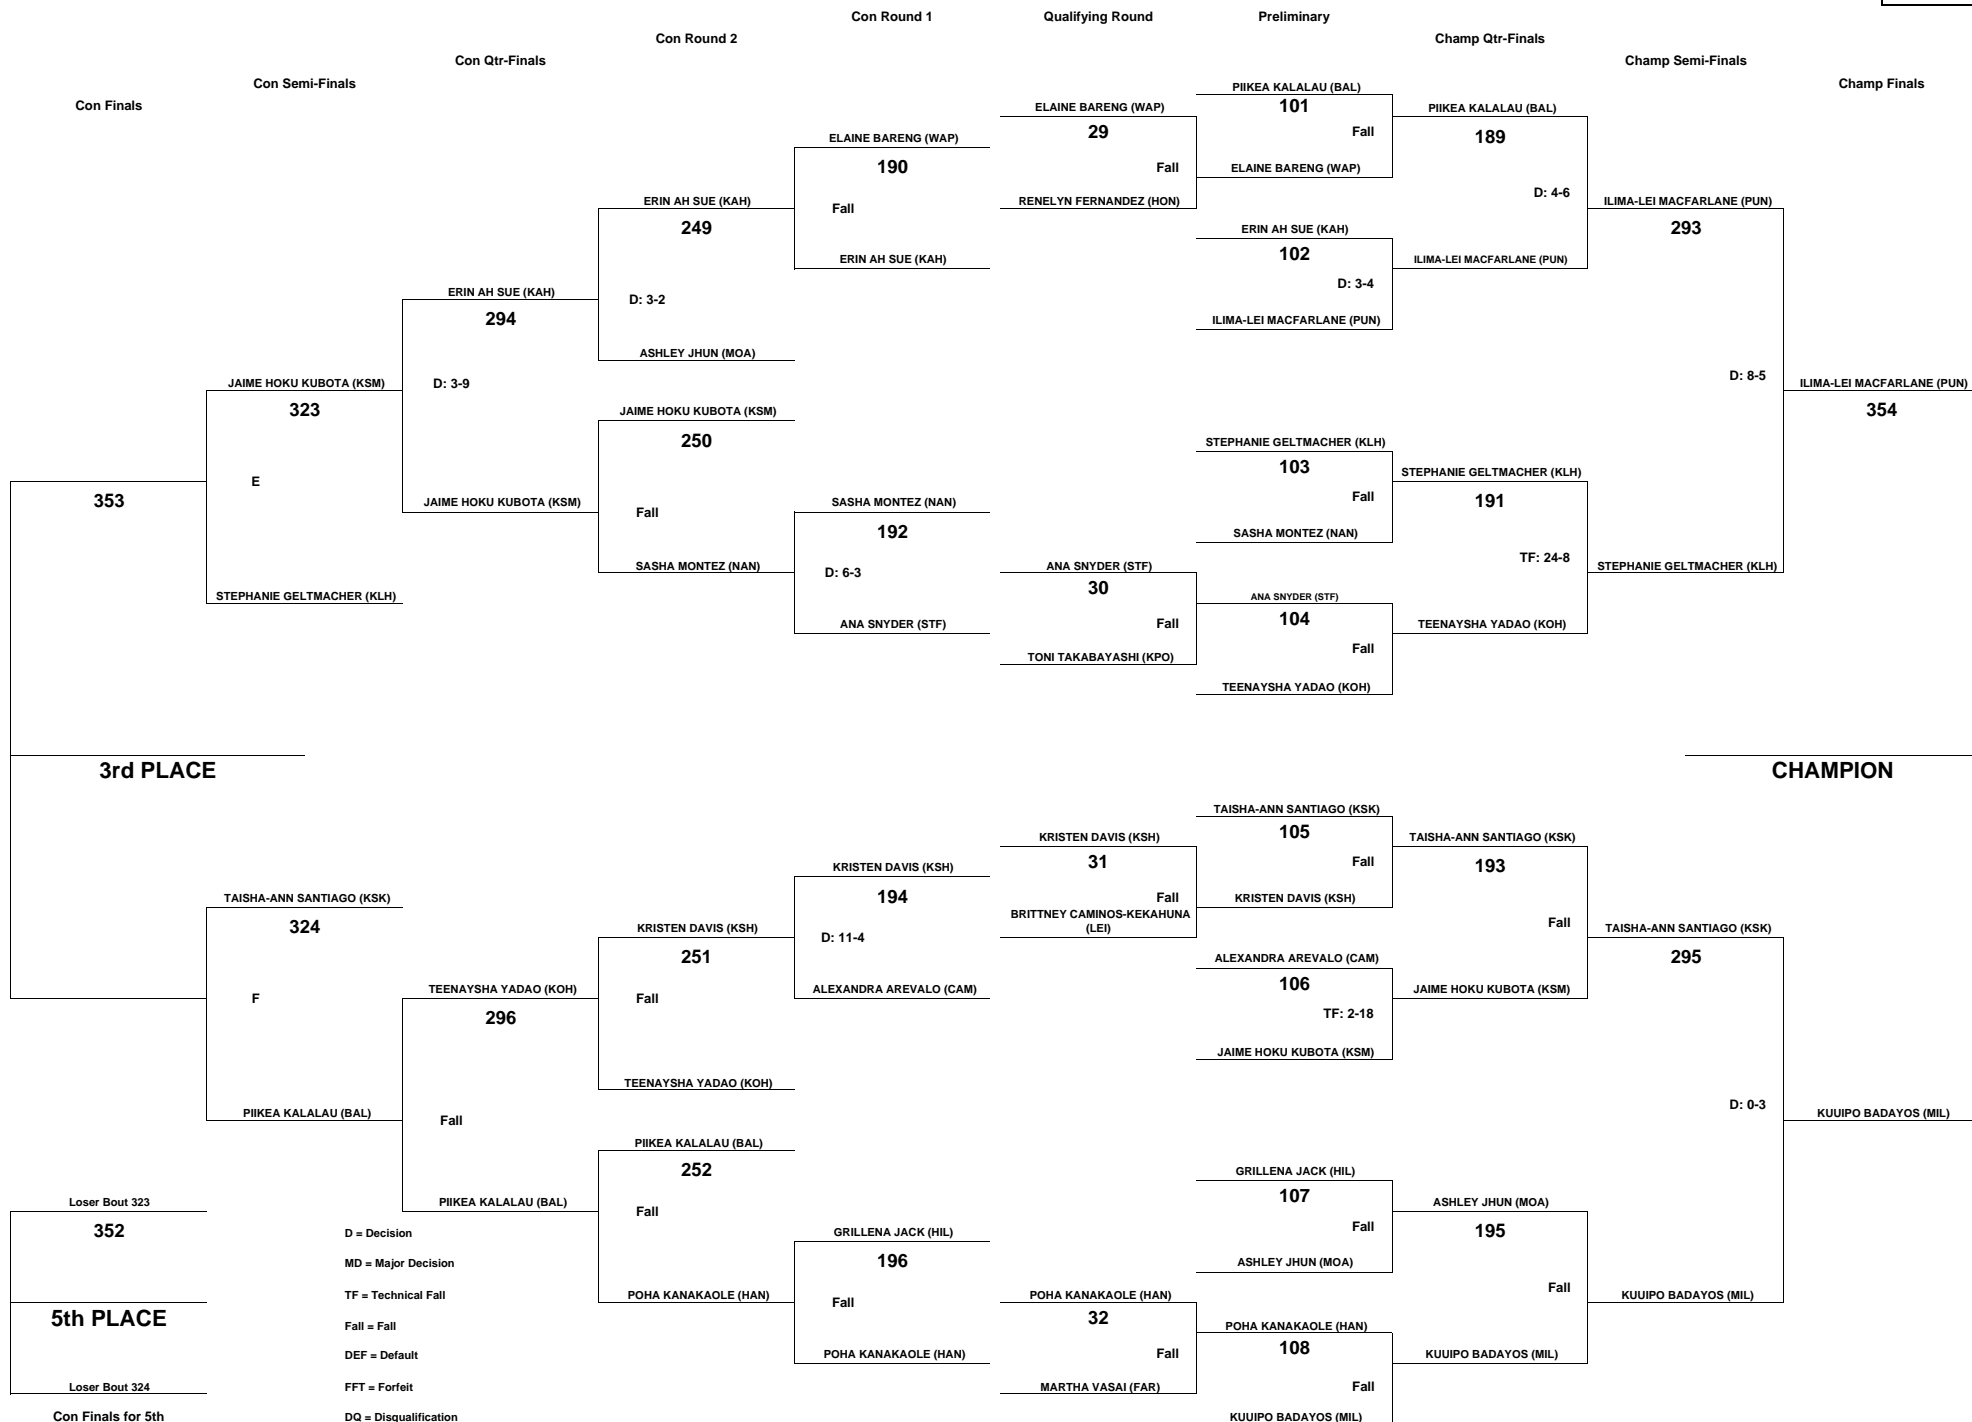 Con Round 1
Qualifying Round
Preliminary
Con Round 2
Champ Qtr-Finals
Con Qtr-Finals
Champ Semi-Finals
Con Semi-Finals
Champ Finals
Con Finals
PIIKEA KALALAU (BAL)
101
Fall
ELAINE BARENG (WAP)
29
Fall
PIIKEA KALALAU (BAL)
189
ELAINE BARENG (WAP)
190
Fall
ELAINE BARENG (WAP)
RENELYN FERNANDEZ (HON)
D: 4-6
ERIN AH SUE (KAH)
249
ILIMA-LEI MACFARLANE (PUN)
293
ERIN AH SUE (KAH)
102
D: 3-4
ERIN AH SUE (KAH)
ILIMA-LEI MACFARLANE (PUN)
ERIN AH SUE (KAH)
294
D: 3-2
ILIMA-LEI MACFARLANE (PUN)
ASHLEY JHUN (MOA)
JAIME HOKU KUBOTA (KSM)
323
D: 3-9
D: 8-5
ILIMA-LEI MACFARLANE (PUN)
354
JAIME HOKU KUBOTA (KSM)
250
STEPHANIE GELTMACHER (KLH)
103
Fall
STEPHANIE GELTMACHER (KLH)
191
353
E
JAIME HOKU KUBOTA (KSM)
Fall
SASHA MONTEZ (NAN)
192
SASHA MONTEZ (NAN)
TF: 24-8
SASHA MONTEZ (NAN)
D: 6-3
ANA SNYDER (STF)
30
Fall
STEPHANIE GELTMACHER (KLH)
STEPHANIE GELTMACHER (KLH)
ANA SNYDER (STF)
104
Fall
ANA SNYDER (STF)
TEENAYSHA YADAO (KOH)
TONI TAKABAYASHI (KPO)
TEENAYSHA YADAO (KOH)
3rd PLACE
CHAMPION
TAISHA-ANN SANTIAGO (KSK)
105
Fall
KRISTEN DAVIS (KSH)
31
Fall
TAISHA-ANN SANTIAGO (KSK)
193
KRISTEN DAVIS (KSH)
194
TAISHA-ANN SANTIAGO (KSK)
324
KRISTEN DAVIS (KSH)
BRITTNEY CAMINOS-KEKAHUNA
(LEI)
Fall
KRISTEN DAVIS (KSH)
251
D: 11-4
TAISHA-ANN SANTIAGO (KSK)
295
ALEXANDRA AREVALO (CAM)
106
TF: 2-18
F
TEENAYSHA YADAO (KOH)
296
Fall
ALEXANDRA AREVALO (CAM)
JAIME HOKU KUBOTA (KSM)
JAIME HOKU KUBOTA (KSM)
TEENAYSHA YADAO (KOH)
D: 0-3
PIIKEA KALALAU (BAL)
Fall
KUUIPO BADAYOS (MIL)
PIIKEA KALALAU (BAL)
252
GRILLENA JACK (HIL)
107
Fall
Loser Bout 323
352
PIIKEA KALALAU (BAL)
Fall
ASHLEY JHUN (MOA)
195
D = Decision
GRILLENA JACK (HIL)
196
MD = Major Decision
ASHLEY JHUN (MOA)
TF = Technical Fall
POHA KANAKAOLE (HAN)
Fall
POHA KANAKAOLE (HAN)
32
Fall
Fall
KUUIPO BADAYOS (MIL)
5th PLACE
Fall = Fall
POHA KANAKAOLE (HAN)
108
Fall
DEF = Default
POHA KANAKAOLE (HAN)
KUUIPO BADAYOS (MIL)
Loser Bout 324
FFT = Forfeit
MARTHA VASAI (FAR)
Con Finals for 5th
DQ = Disqualification
KUUIPO BADAYOS (MIL)